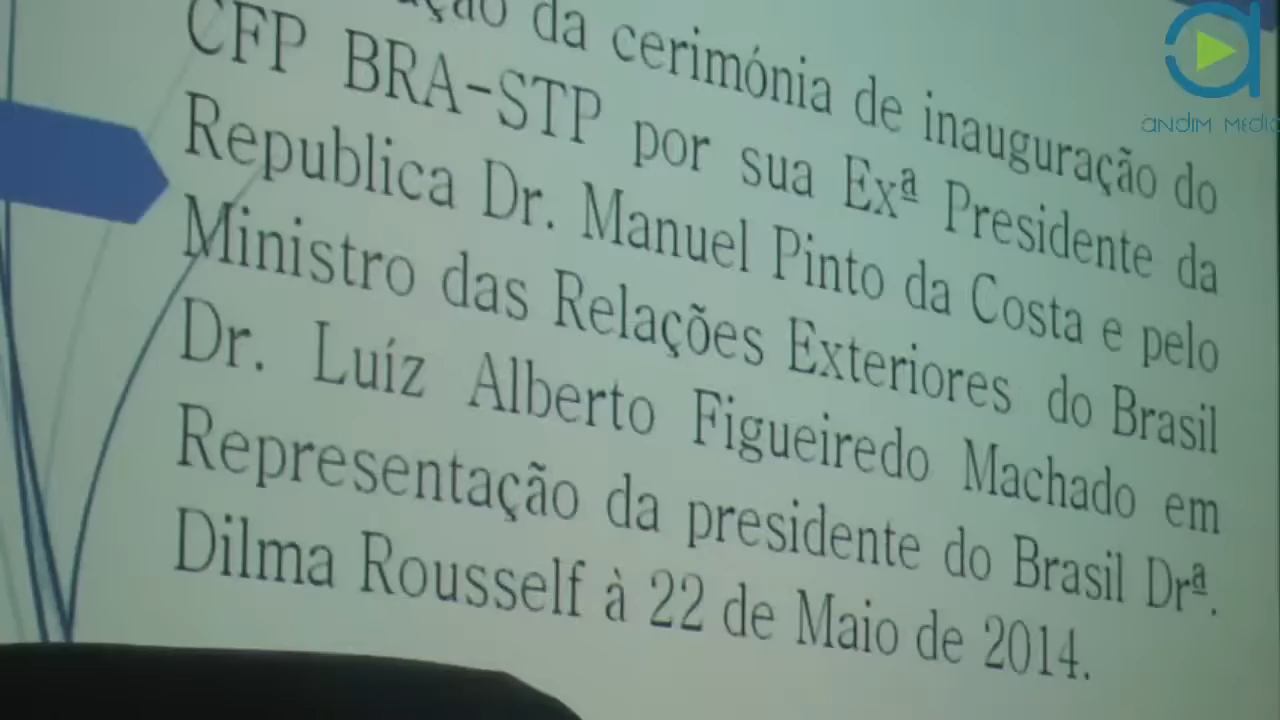 da cerimónia de inauguração do
CFP BRA-STP por sua Exª Presidente da
Republica Dr. Manuel Pinto da Costa e pelo
Ministro das Relações Exteriores do Brasil
Dr. Luíz Alberto Figueiredo Machado em
Representação da presidente do Brasil Drª.
Dilma Rousself à 22 de Maio de 2014.
ANDIM MEDIA